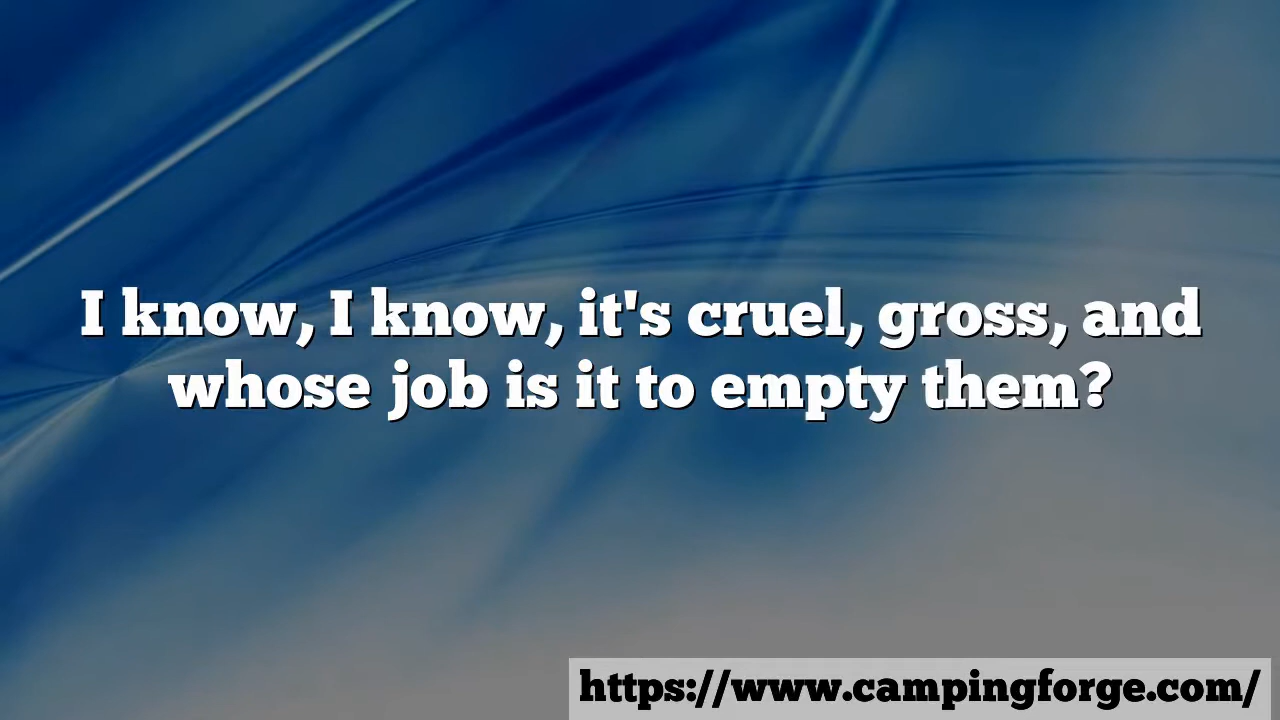 I know, I know, it's cruel, gross, and
whose job is it to empty them?
https://www.campingforge.com/